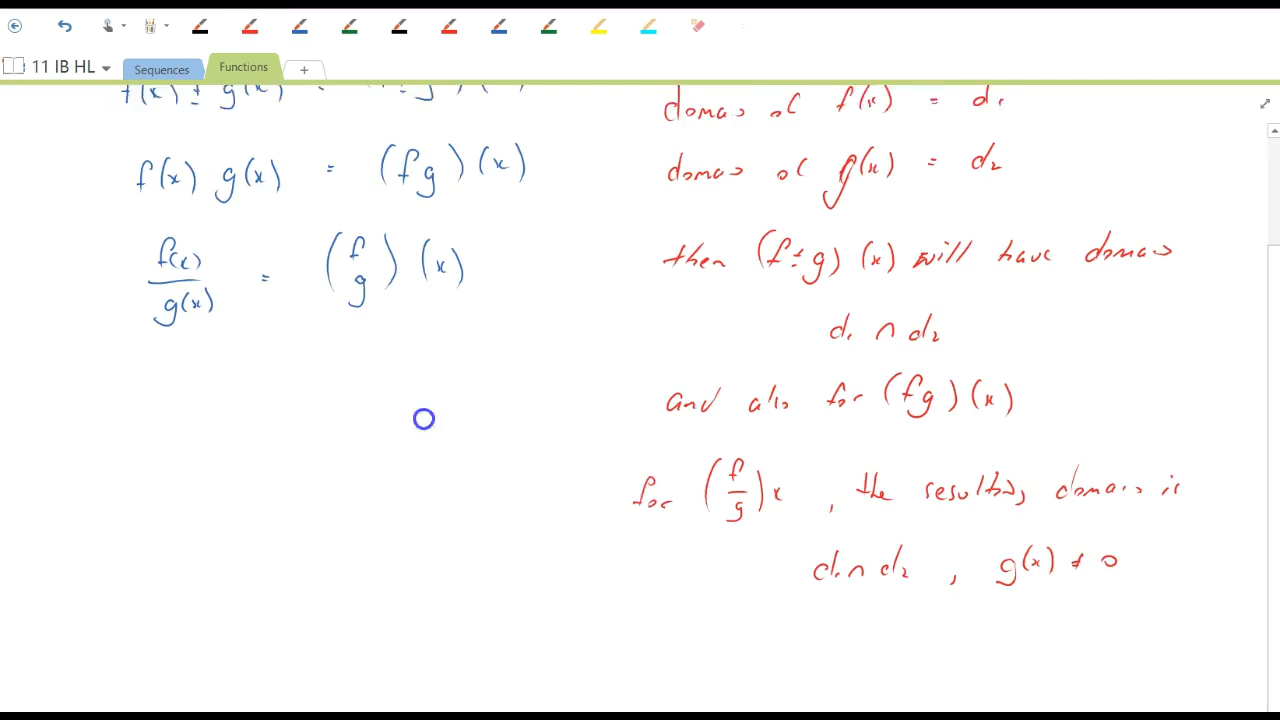 11 IB HL
Sequences
Functions
+
f(x) ± g(x) = (f ± g)(x)
f(x) g(x) = (fg)(x)
f(x)/g(x) = (f g)(x)
domain of f(x) = d₁
domain of g(x) = d₂
then (f±g)(x) will have domain
d₁ ∩ d₂
and also for (fg)(x)
for (f/g)x , the resulting domain is
d₁ ∩ d₂ , g(x) ≠ 0